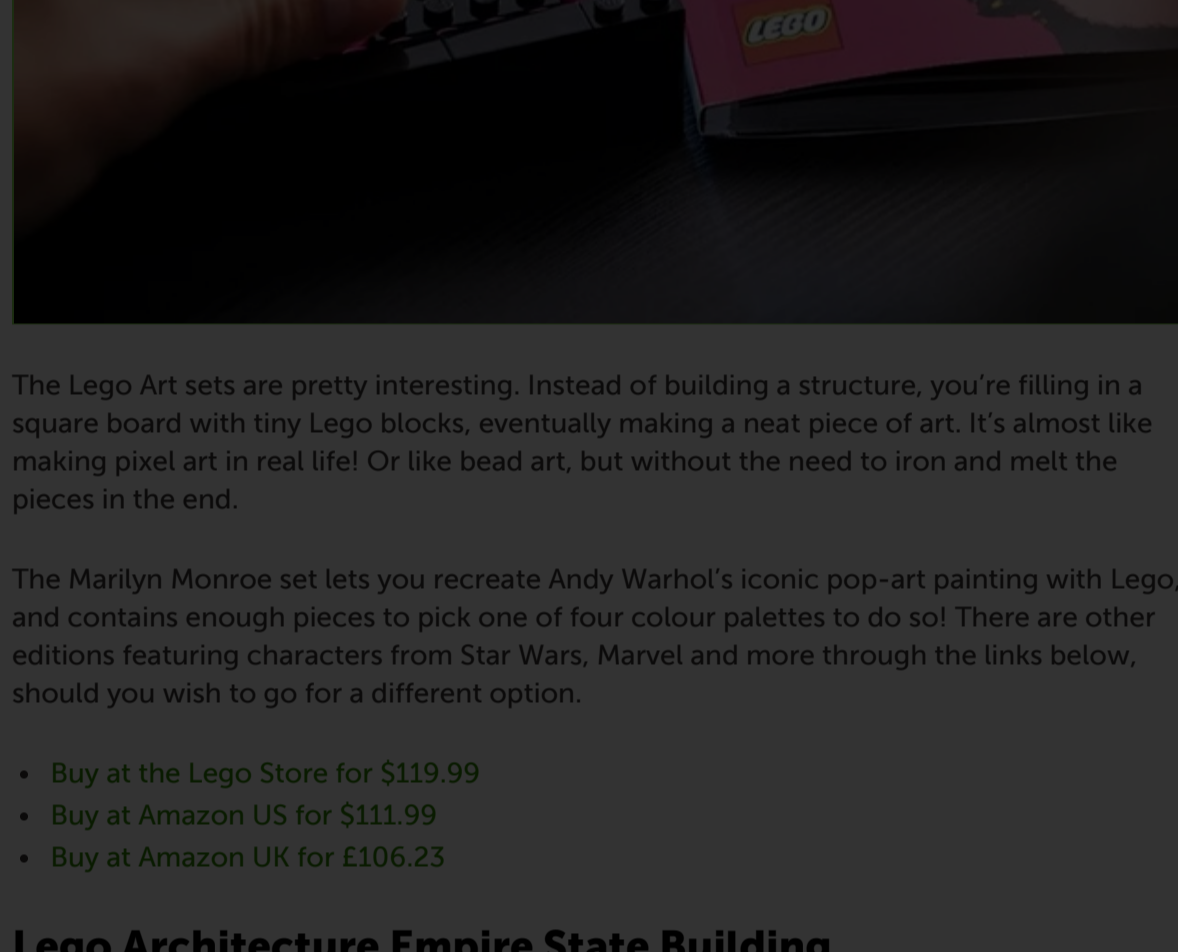 LEGO
The Lego Art sets are pretty interesting. Instead of building a structure, you’re filling in a
square board with tiny Lego blocks, eventually making a neat piece of art. It’s almost like
making pixel art in real life! Or like bead art, but without the need to iron and melt the
pieces in the end.
The Marilyn Monroe set lets you recreate Andy Warhol’s iconic pop-art painting with Lego,
and contains enough pieces to pick one of four colour palettes to do so! There are other
editions featuring characters from Star Wars, Marvel and more through the links below,
should you wish to go for a different option.
• Buy at the Lego Store for $119.99
• Buy at Amazon US for $111.99
• Buy at Amazon UK for £106.23
Lego Architecture Empire State Building